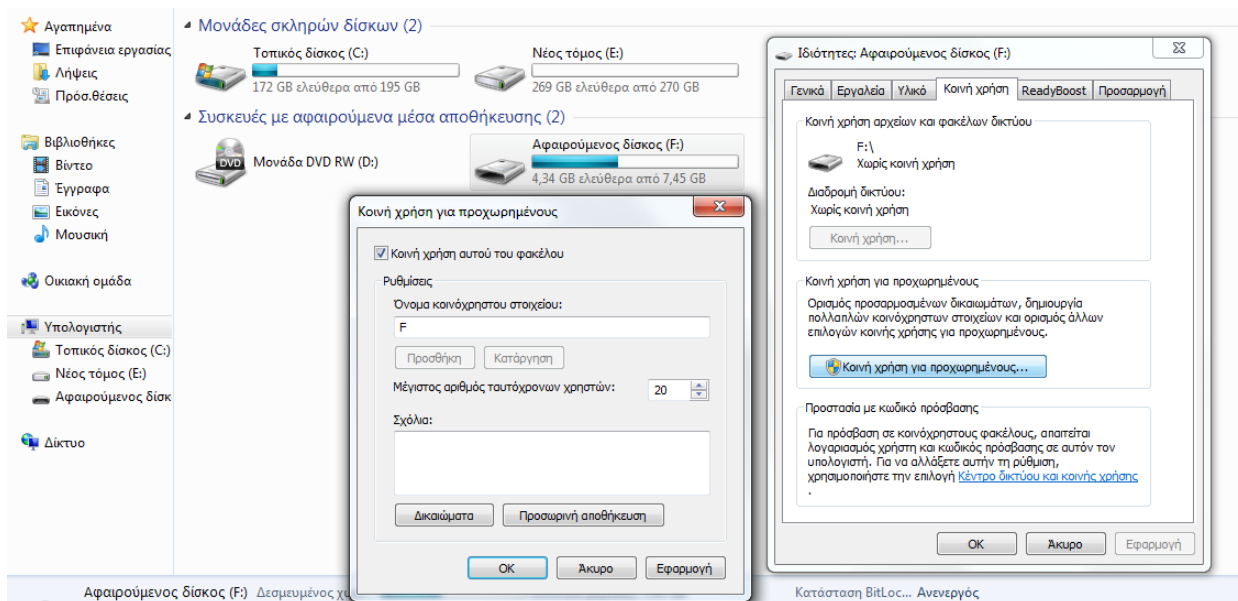 Αγαπημένα
Επιφάνεια εργασίας
Λήψεις
Πρόσ.θέσεις
Βιβλιοθήκες
Βίντεο
Έγγραφα
Εικόνες
Μουσική
Οικιακή ομάδα
Υπολογιστής
Τοπικός δίσκος (C:)
Νέος τόμος (E:)
Αφαιρούμενος δίσκ
Δίκτυο
Μονάδες σκληρών δίσκων (2)
Τοπικός δίσκος (C:)
172 GB ελεύθερα από 195 GB
Νέος τόμος (E:)
269 GB ελεύθερα από 270 GB
Συσκευές με αφαιρούμενα μέσα αποθήκευσης (2)
DVD
Μονάδα DVD RW (D:)
Αφαιρούμενος δίσκος (F:)
4,34 GB ελεύθερα από 7,45 GB
Κοινή χρήση για προχωρημένους
Κοινή χρήση αυτού του φακέλου
Ρυθμίσεις
Όνομα κοινόχρηστου στοιχείου:
F
Προσθήκη Κατάργηση
Μέγιστος αριθμός ταυτόχρονων χρηστών: 20
Σχόλια:
Δικαιώματα Προσωρινή αποθήκευση
OK Άκυρο Εφαρμογή
Ιδιότητες: Αφαιρούμενος δίσκος (F:)
Γενικά Εργαλεία Υλικό Κοινή χρήση ReadyBoost Προσαρμογή
Κοινή χρήση αρχείων και φακέλων δικτύου
F:\
Χωρίς κοινή χρήση
Διαδρομή δικτύου:
Χωρίς κοινή χρήση
Κοινή χρήση...
Κοινή χρήση για προχωρημένους
Ορισμός προσαρμοσμένων δικαιωμάτων, δημιουργία
πολλαπλών κοινόχρηστων στοιχείων και ορισμός άλλων
επιλογών κοινής χρήσης για προχωρημένους.
Κοινή χρήση για προχωρημένους...
Προστασία με κωδικό πρόσβασης
Για πρόσβαση σε κοινόχρηστους φακέλους, απαιτείται
λογαριασμός χρήστη και κωδικός πρόσβασης σε αυτόν τον
υπολογιστή. Για να αλλάξετε αυτήν τη ρύθμιση,
χρησιμοποιήστε την επιλογή Κέντρο δικτύου και κοινής χρήσης
.
OK Άκυρο Εφαρμογή
Αφαιρούμενος δίσκος (F:) Δεσμευμένος
Κατάσταση BitLoc... Ανενεργός